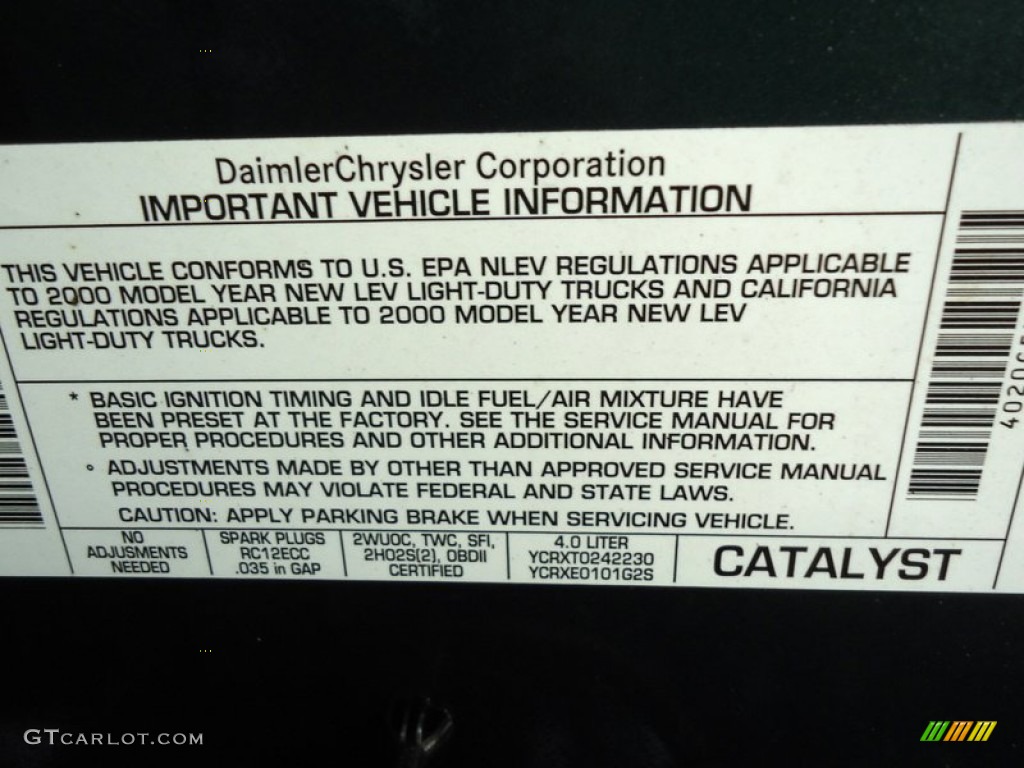 DaimlerChrysler Corporation
IMPORTANT VEHICLE INFORMATION
THIS VEHICLE CONFORMS TO U.S. EPA NLEV REGULATIONS APPLICABLE
TO 2000 MODEL YEAR NEW LEV LIGHT-DUTY TRUCKS AND CALIFORNIA
REGULATIONS APPLICABLE TO 2000 MODEL YEAR NEW LEV
LIGHT-DUTY TRUCKS.
* BASIC IGNITION TIMING AND IDLE FUEL/AIR MIXTURE HAVE
BEEN PRESET AT THE FACTORY. SEE THE SERVICE MANUAL FOR
PROPER PROCEDURES AND OTHER ADDITIONAL INFORMATION.
° ADJUSTMENTS MADE BY OTHER THAN APPROVED SERVICE MANUAL
PROCEDURES MAY VIOLATE FEDERAL AND STATE LAWS.
CAUTION: APPLY PARKING BRAKE WHEN SERVICING VEHICLE.
NO
ADJUSMENTS
NEEDED
SPARK PLUGS
RC12ECC
.035 in GAP
2WUOC, TWC, SFI,
2HO2S(2), OBDII
CERTIFIED
4.0 LITER
YCRXT0242230
YCRXE0101G2S
CATALYST
GTCARLOT.COM